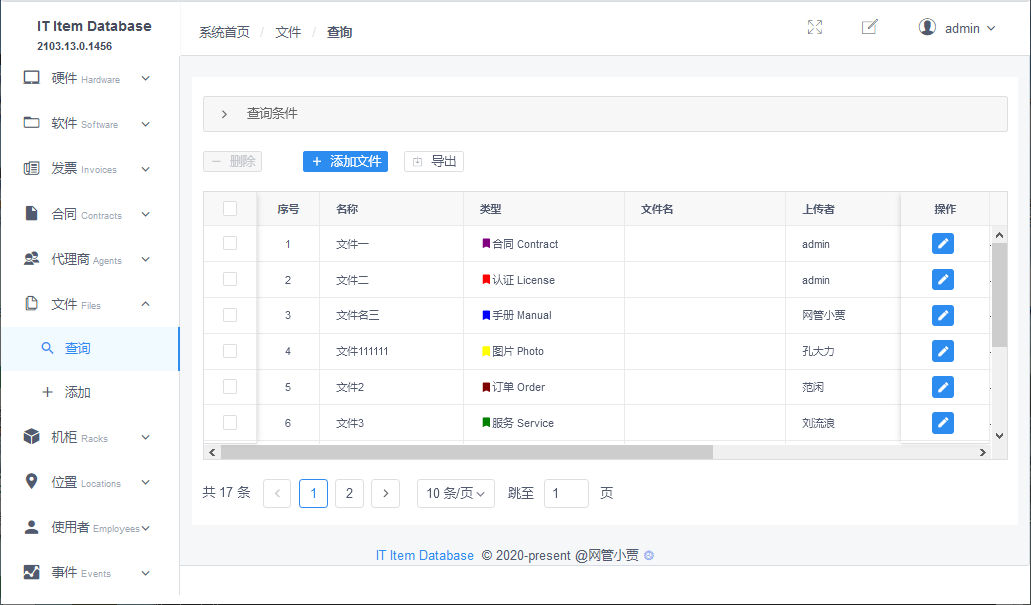 IT Item Database
2103.13.0.1456
硬件 Hardware
软件 Software
发票 Invoices
合同 Contracts
代理商 Agents
文件 Files
查询
添加
机柜 Racks
位置 Locations
使用者 Employees
事件 Events
系统首页 / 文件 / 查询
admin
查询条件
删除 添加文件 导出
序号 名称 类型 文件名 上传者 操作
1 文件一 合同 Contract admin
2 文件二 认证 License admin
3 文件名三 手册 Manual 网管小贾
4 文件111111 图片 Photo 孔大力
5 文件2 订单 Order 范闲
6 文件3 服务 Service 刘流浪
共 17 条 1 2 10 条/页 跳至 1 页
IT Item Database © 2020-present @网管小贾